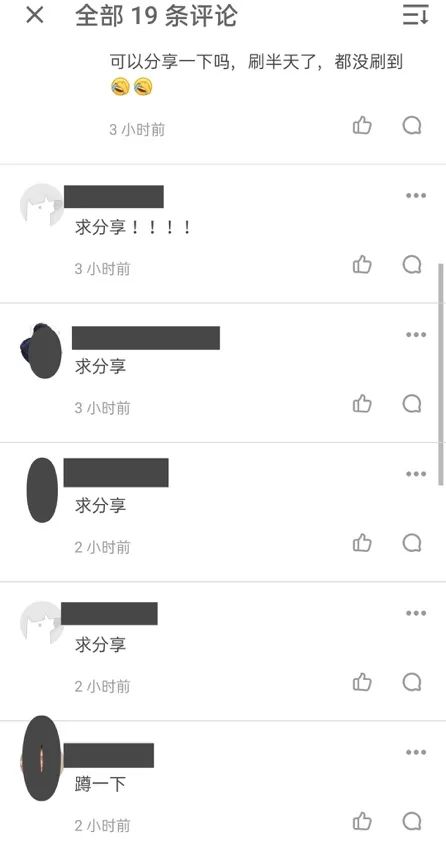 全部 19 条评论
可以分享一下吗，刷半天了，都没刷到
🤣🤣
3 小时前
求分享！！！！
3 小时前
求分享
3 小时前
求分享
2 小时前
求分享
2 小时前
蹲一下
2 小时前